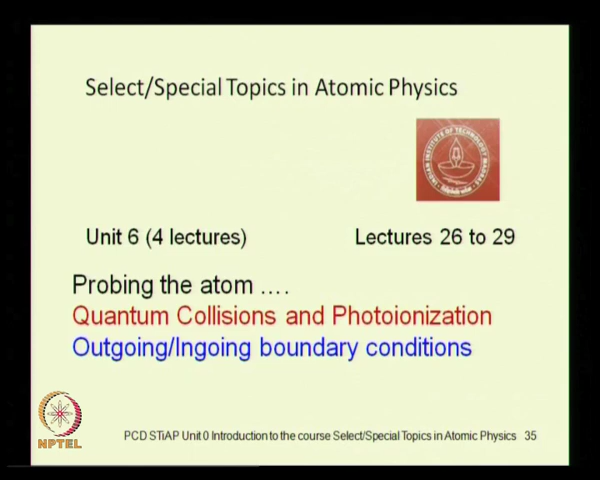 Select/Special Topics in Atomic Physics
Unit 6 (4 lectures) Lectures 26 to 29
Probing the atom ....
Quantum Collisions and Photoionization
Outgoing/Ingoing boundary conditions
NPTEL
PCD STiAP Unit 0 Introduction to the course Select/Special Topics in Atomic Physics 35